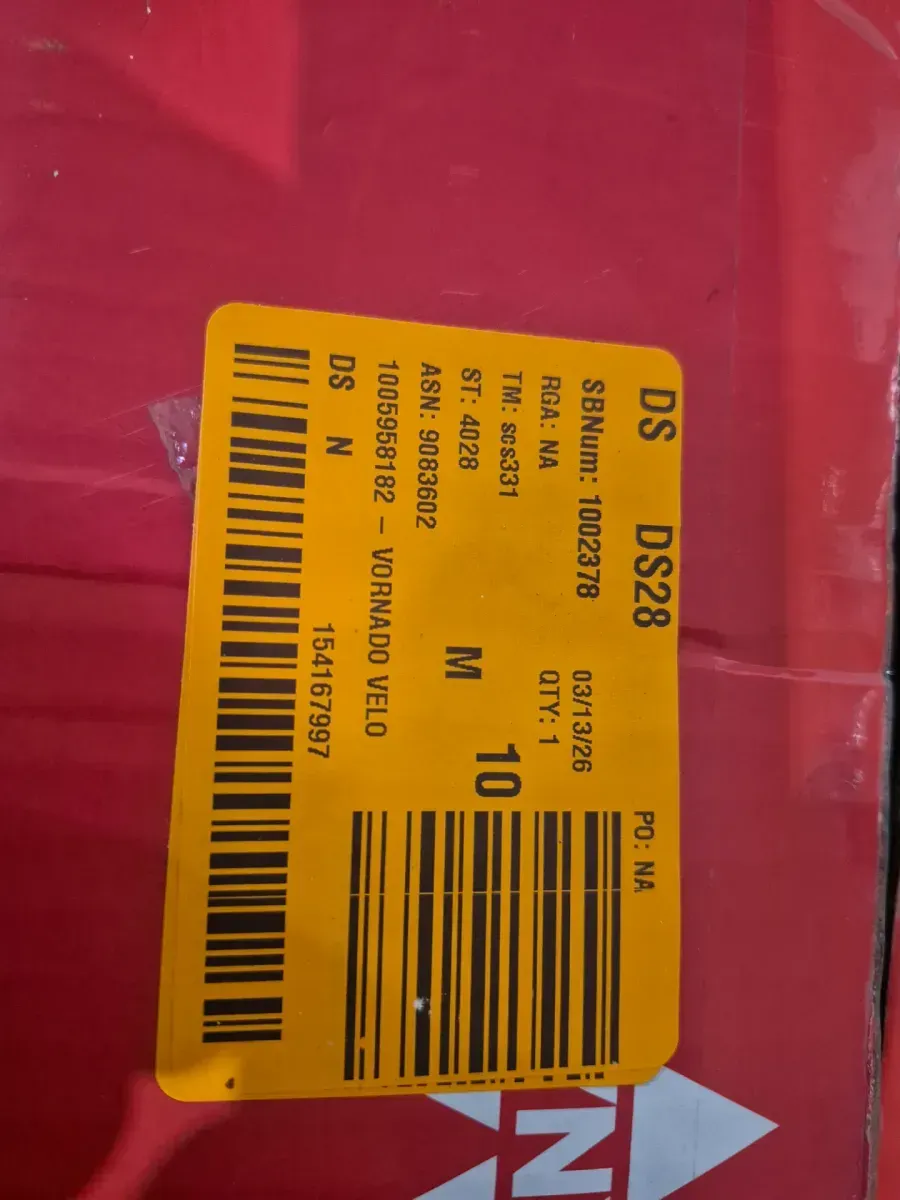 DS DS28 PO: NA
SBNum: 1002378 03/13/26
RGA: NA QTY: 1
TM: scs331 10
ST: 4028 M
ASN: 9083602
1005958182 - VORNADO VELO
DS N 154167997
N